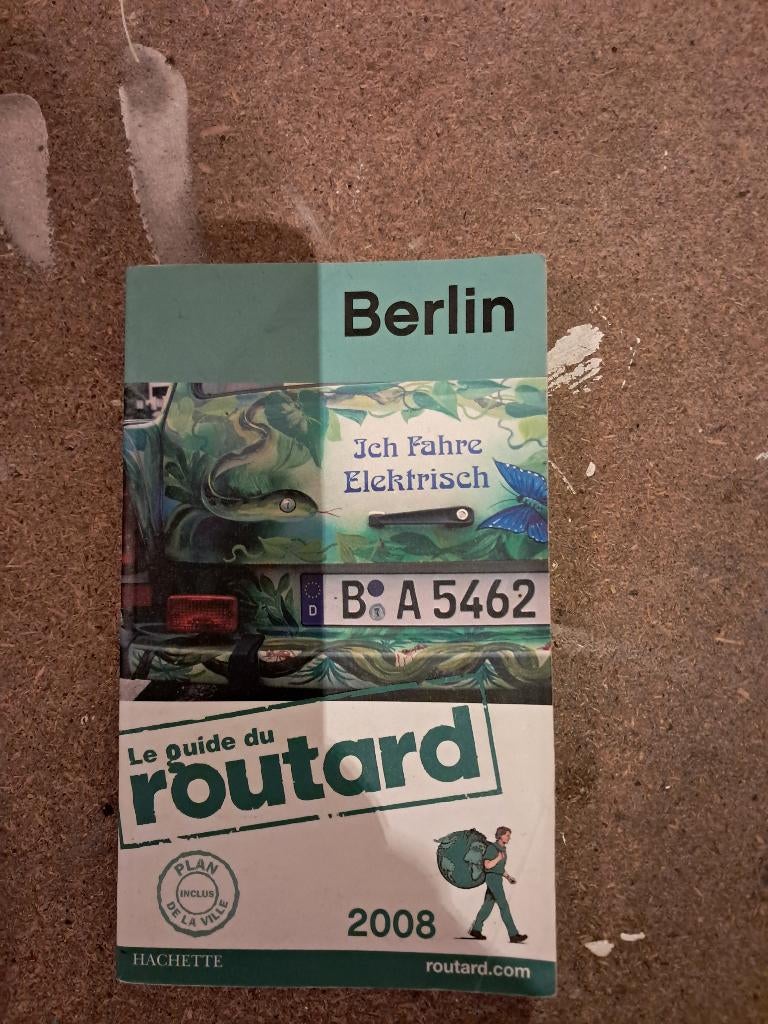 Berlin
Ich Fahre
Elektrisch
D
B A 5462
Le guide du
routard
PLAN
INCLUS
DE LA VILLE
2008
HACHETTE
routard.com